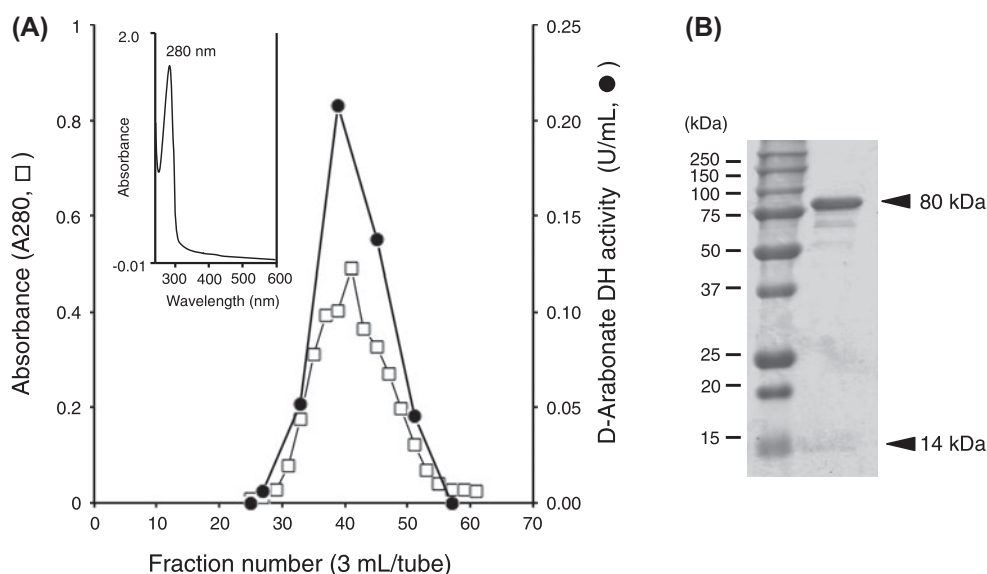 (A)
1
0.8
0.6
0.4
0.2
0
Absorbance (A280, □ )
2.0
-0.01
Absorbance
280 nm
300 400 500 600
Wavelength (nm)
0.25
0.20
0.15
0.10
0.05
0.00
D-Arabonate DH activity (U/mL, ● )
0 10 20 30 40 50 60 70
Fraction number (3 mL/tube)
(B)
(kDa)
250
150
100
75
50
37
25
20
15
80 kDa
14 kDa